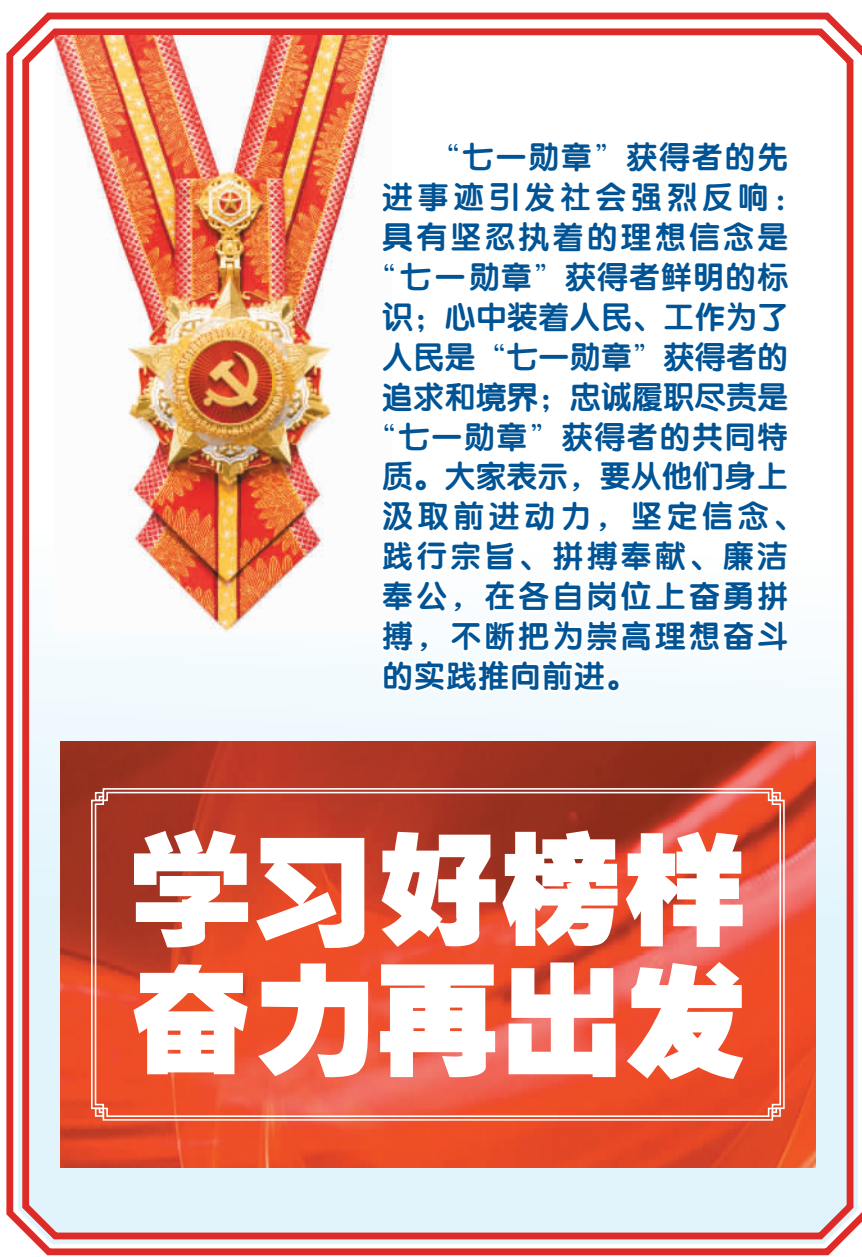 “七一勋章”获得者的先
进事迹引发社会强烈反响：
具有坚忍执着的理想信念是
“七一勋章”获得者鲜明的标
识；心中装着人民、工作为了
人民是“七一勋章”获得者的
追求和境界；忠诚履职尽责是
“七一勋章”获得者的共同特
质。大家表示，要从他们身上
汲取前进动力，坚定信念、
践行宗旨、拼搏奉献、廉洁
奉公，在各自岗位上奋勇拼
搏，不断把为崇高理想奋斗
的实践推向前进。
学习好榜样
奋力再出发